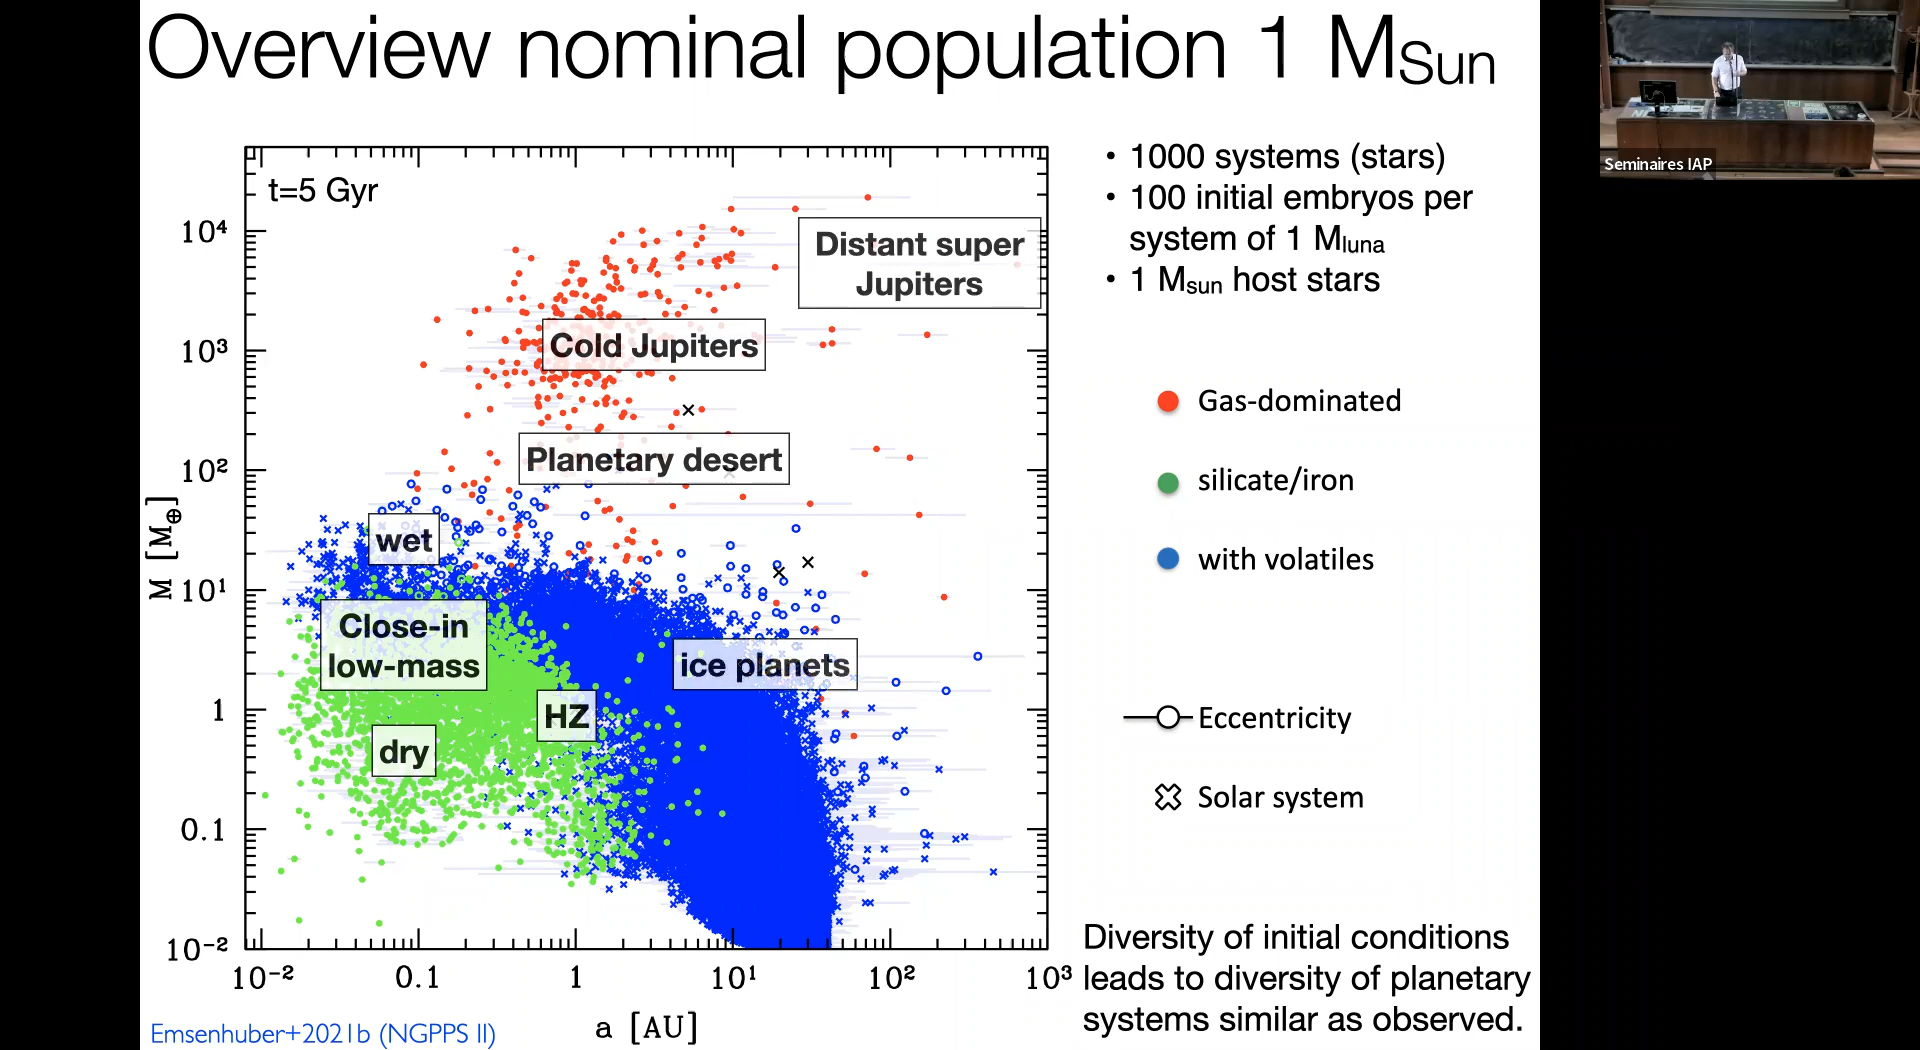 Overview nominal population 1 MSun
t=5 Gyr
10⁴
10³
10²
10¹
1
0.1
10⁻²
M [M⊕]
Distant super
Jupiters
Cold Jupiters
Planetary desert
wet
Close-in
low-mass
ice planets
HZ
dry
10⁻²
0.1
1
10¹
10²
10³
a [AU]
Emsenhuber+2021b (NGPPS II)
• 1000 systems (stars)
• 100 initial embryos per
system of 1 Mluna
• 1 Msun host stars
Gas-dominated
silicate/iron
with volatiles
Eccentricity
Solar system
Diversity of initial conditions
leads to diversity of planetary
systems similar as observed.
Seminaires IAP